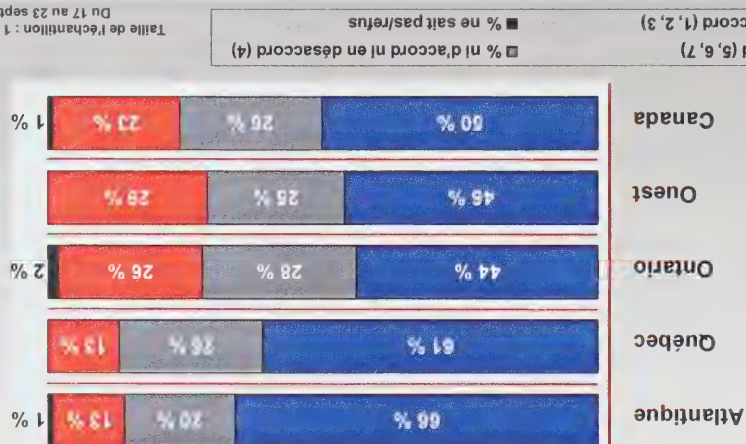 Atlantique 66 % 20 % 13 % 1 %
Québec 61 % 26 % 13 %
Ontario 44 % 28 % 26 % 2 %
Ouest 46 % 25 % 29 %
Canada 50 % 26 % 23 % 1 %
d (5, 6, 7) % ni d'accord ni en désaccord (4)
ccord (1, 2, 3) % ne sait pas/refus
Taille de l'échantillon : 1
Du 17 au 23 sept